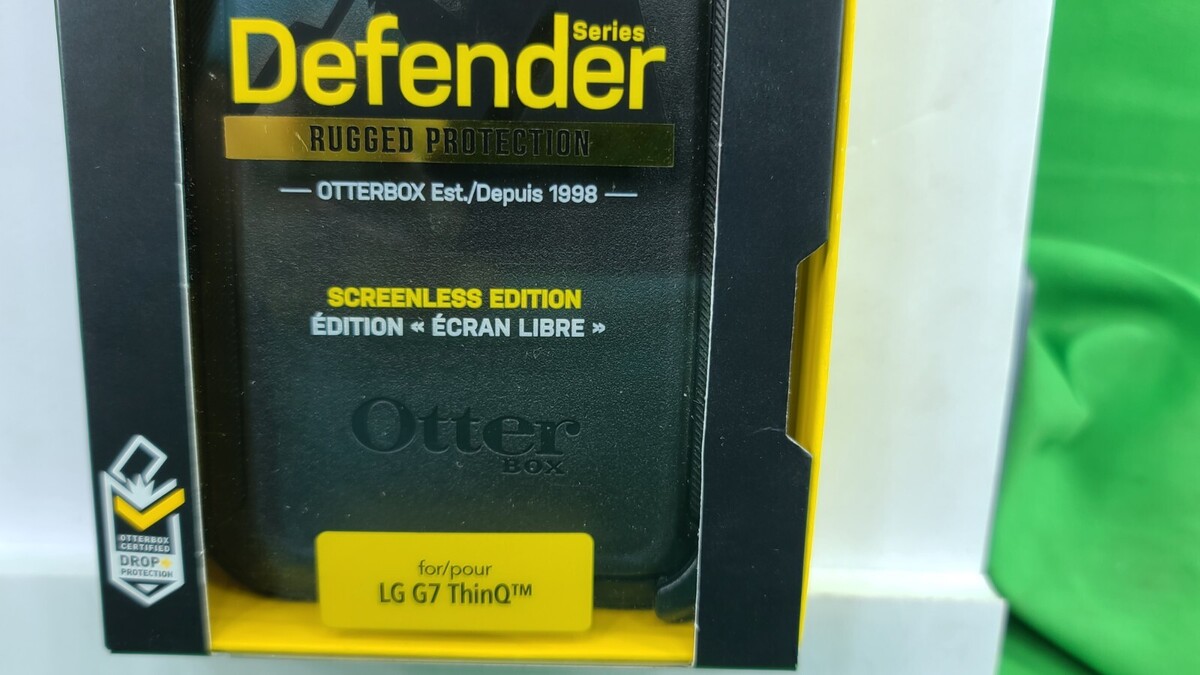 Defender Series
RUGGED PROTECTION
OTTERBOX Est./Depuis 1998
SCREENLESS EDITION
ÉDITION « ÉCRAN LIBRE »
Otter
BOX
OTTERBOX
CERTIFIED
DROP+
PROTECTION
for/pour
LG G7 ThinQ™